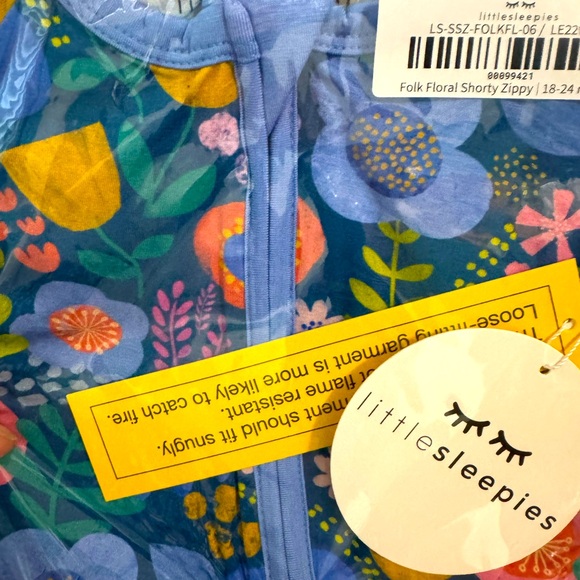 littlesleepies
LS-SSZ-FOLKFL-06 / LE22
00099421
Folk Floral Shorty Zippy | 18-24
ment should fit snugly.
flame resistant.
Loose-fitting garment is more likely to catch fire.
littlesleepies